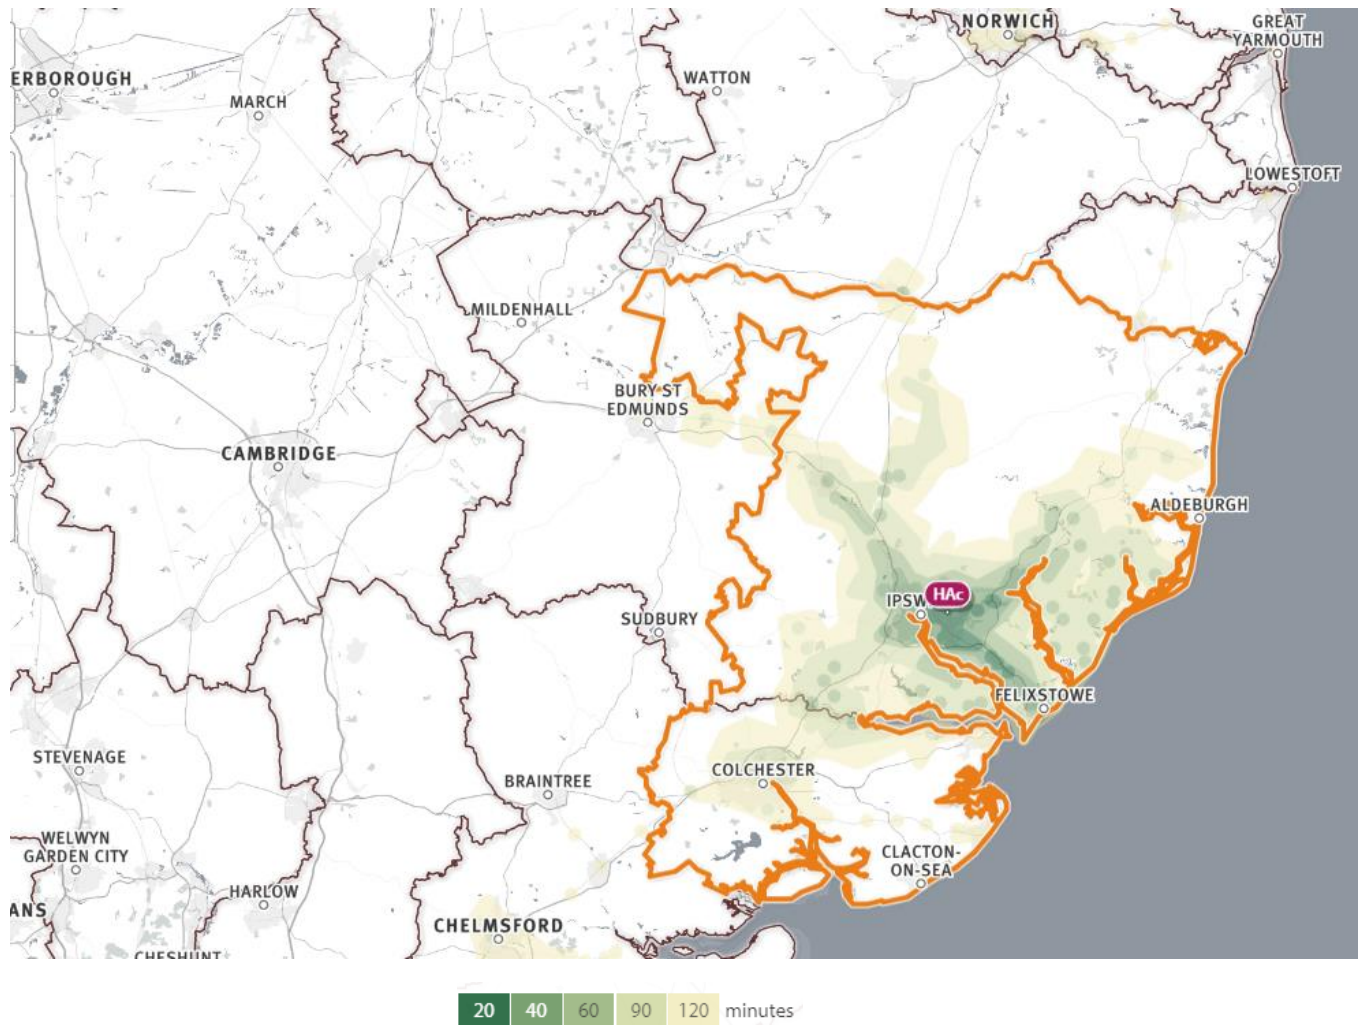 NORWICH
GREAT
YARMOUTH
ERBOROUGH
WATTON
MARCH
LOWESTOFT
MILDENHALL
BURY ST
EDMUNDS
CAMBRIDGE
ALDEBURGH
IPSW
HAc
SUDBURY
FELIXSTOWE
STEVENAGE
COLCHESTER
BRAINTREE
WELWYN
GARDEN CITY
CLACTON-
ON-SEA
HARLOW
ANS
CHELMSFORD
CHESHUNT
20 40 60 90 120 minutes